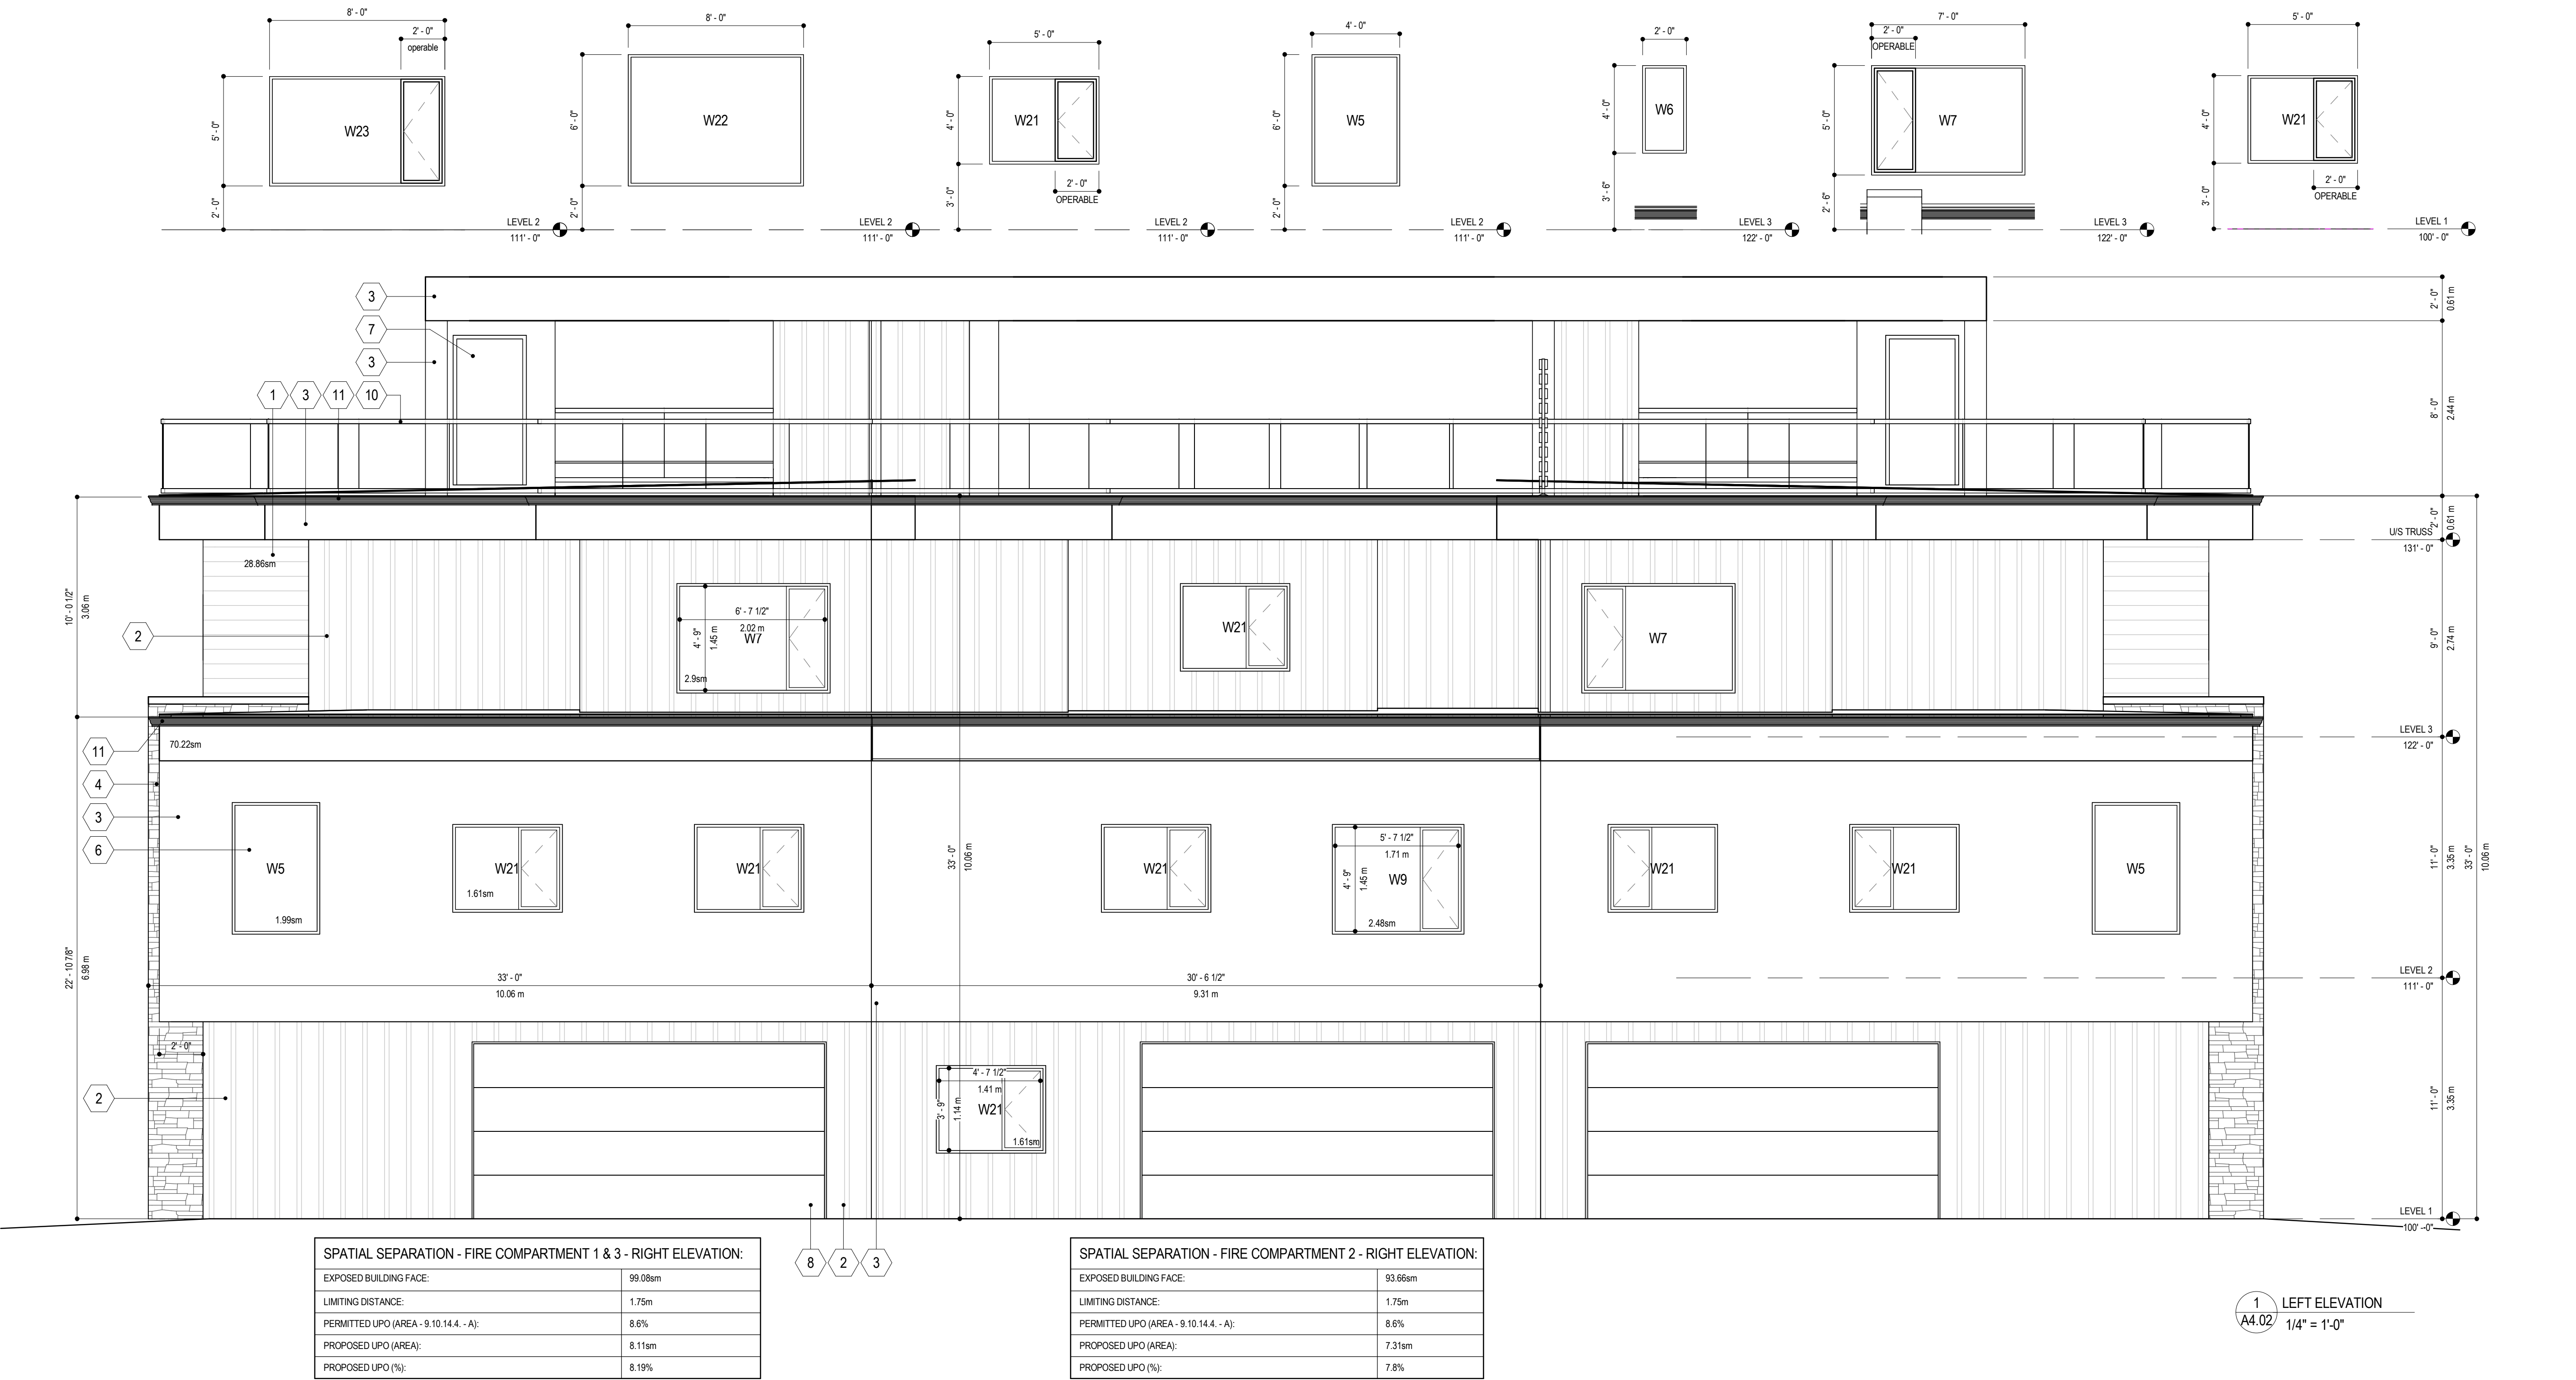 8' - 0"
2' - 0"
operable
5' - 0"
2' - 0"
W23
LEVEL 2
111' - 0"
8' - 0"
6' - 0"
2' - 0"
W22
LEVEL 2
111' - 0"
5' - 0"
4' - 0"
3' - 0"
W21
2' - 0"
OPERABLE
LEVEL 2
111' - 0"
4' - 0"
6' - 0"
2' - 0"
W5
LEVEL 2
111' - 0"
2' - 0"
4' - 0"
3' - 6"
W6
LEVEL 3
122' - 0"
7' - 0"
2' - 0"
OPERABLE
5' - 0"
2' - 6"
W7
LEVEL 3
122' - 0"
5' - 0"
4' - 0"
3' - 0"
W21
2' - 0"
OPERABLE
LEVEL 1
100' - 0"
3
7
3
1
3
11
10
2' - 0"
0.61 m
8' - 0"
2.44 m
3
1
28.86sm
2' - 0"
0.61 m
U/S TRUSS
131' - 0"
10' - 0 1/2"
3.06 m
2
6' - 7 1/2"
2.02 m
4' - 9"
1.45 m
W7
2.9sm
W21
W7
9' - 0"
2.74 m
11
70.22sm
4
3
6
LEVEL 3
122' - 0"
W5
1.99sm
W21
1.61sm
W21
33' - 0"
10.06 m
W21
5' - 7 1/2"
1.71 m
4' - 9"
1.45 m
W9
2.48sm
W21
W21
W5
11' - 0"
3.35 m
33' - 0"
10.06 m
22' - 10 7/8"
6.98 m
33' - 0"
10.06 m
30' - 6 1/2"
9.31 m
LEVEL 2
111' - 0"
2' - 0"
2
4' - 7 1/2"
1.41 m
3' - 9"
1.14 m
W21
1.61sm
11' - 0"
3.35 m
LEVEL 1
100' - 0"
8
2
3
SPATIAL SEPARATION - FIRE COMPARTMENT 1 & 3 - RIGHT ELEVATION:
EXPOSED BUILDING FACE: 99.08sm
LIMITING DISTANCE: 1.75m
PERMITTED UPO (AREA - 9.10.14.4. - A): 8.6%
PROPOSED UPO (AREA): 8.11sm
PROPOSED UPO (%): 8.19%
SPATIAL SEPARATION - FIRE COMPARTMENT 2 - RIGHT ELEVATION:
EXPOSED BUILDING FACE: 93.66sm
LIMITING DISTANCE: 1.75m
PERMITTED UPO (AREA - 9.10.14.4. - A): 8.6%
PROPOSED UPO (AREA): 7.31sm
PROPOSED UPO (%): 7.8%
1
A4.02
LEFT ELEVATION
1/4" = 1'-0"